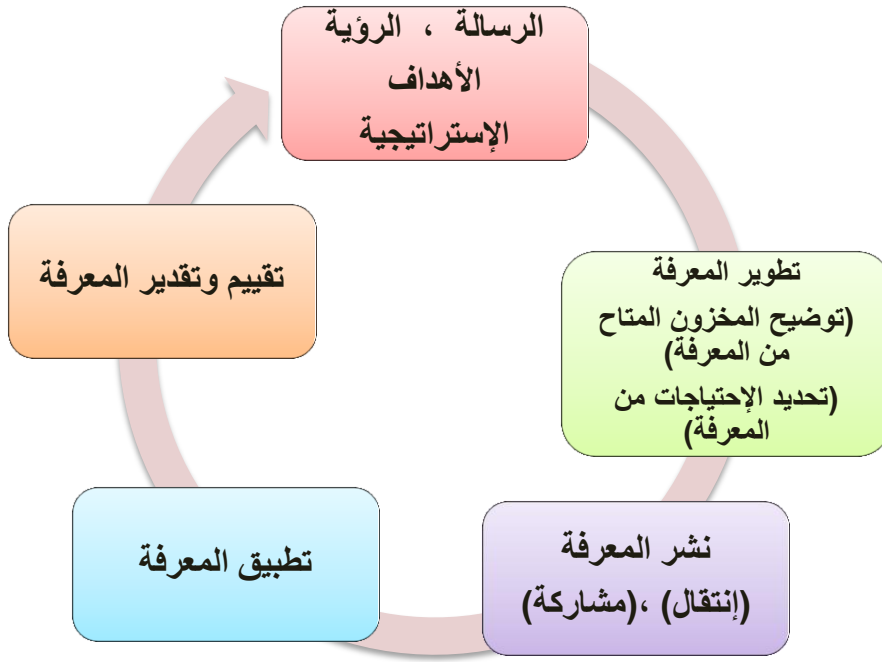 الرسالة ، الرؤية
الأهداف
الإستراتيجية
تطوير المعرفة
(توضيح المخزون المتاح
من المعرفة)
(تحديد الإحتياجات من
المعرفة)
نشر المعرفة
(إنتقال) ،(مشاركة)
تطبيق المعرفة
تقييم وتقدير المعرفة